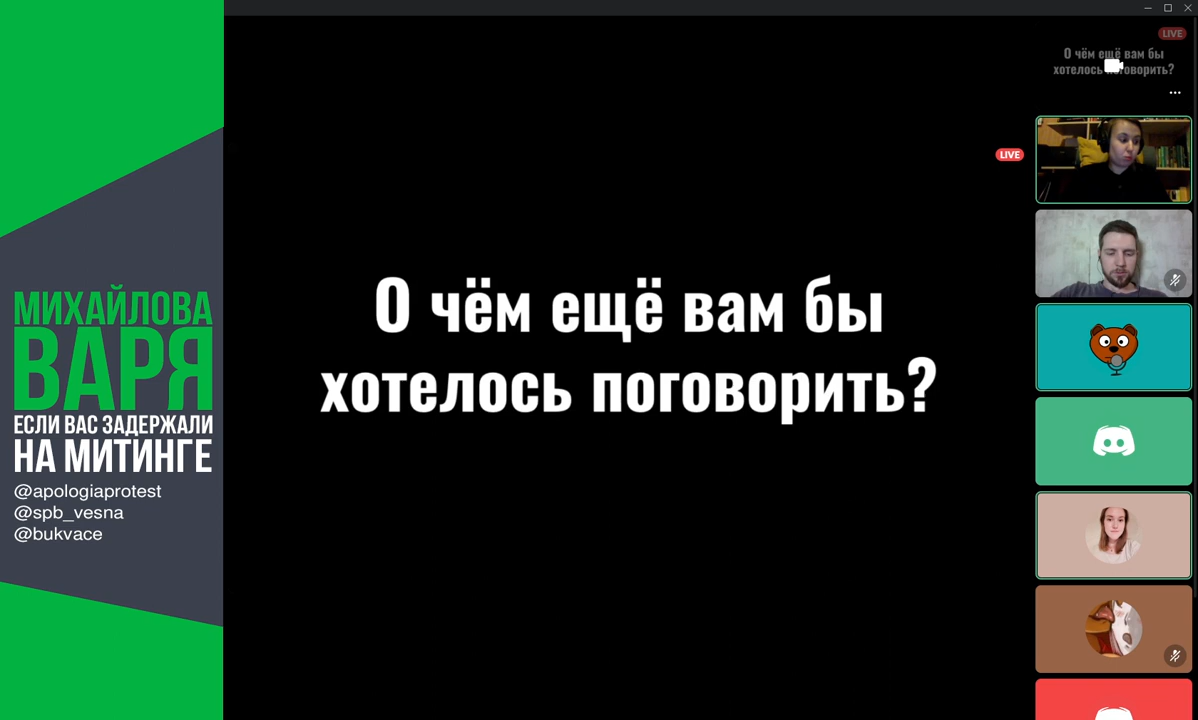 МИХАЙЛОВА
ВАРЯ
ЕСЛИ ВАС ЗАДЕРЖАЛИ
НА МИТИНГЕ
@apologiaprotest
@spb_vesna
@bukvace
О чём ещё вам бы
хотелось поговорить?
LIVE
О чём ещё вам бы
хотелось поговорить?
LIVE